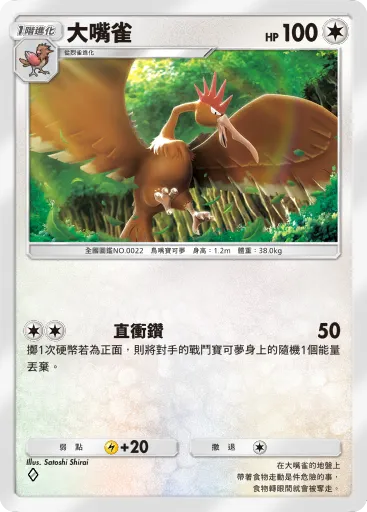 1階進化
大嘴雀
HP 100
從烈雀進化
全國圖鑑NO.0022 鳥嘴寶可夢 身高：1.2m 體重：38.0kg
直衝鑽 50
擲1次硬幣若為正面，則將對手的戰鬥寶可夢身上的隨機1個能量
丟棄。
弱點 +20 撤退
Illus. Satoshi Shirai
在大嘴雀的地盤上
帶著食物走動是件危險的事，
食物轉眼間就會被奪走。